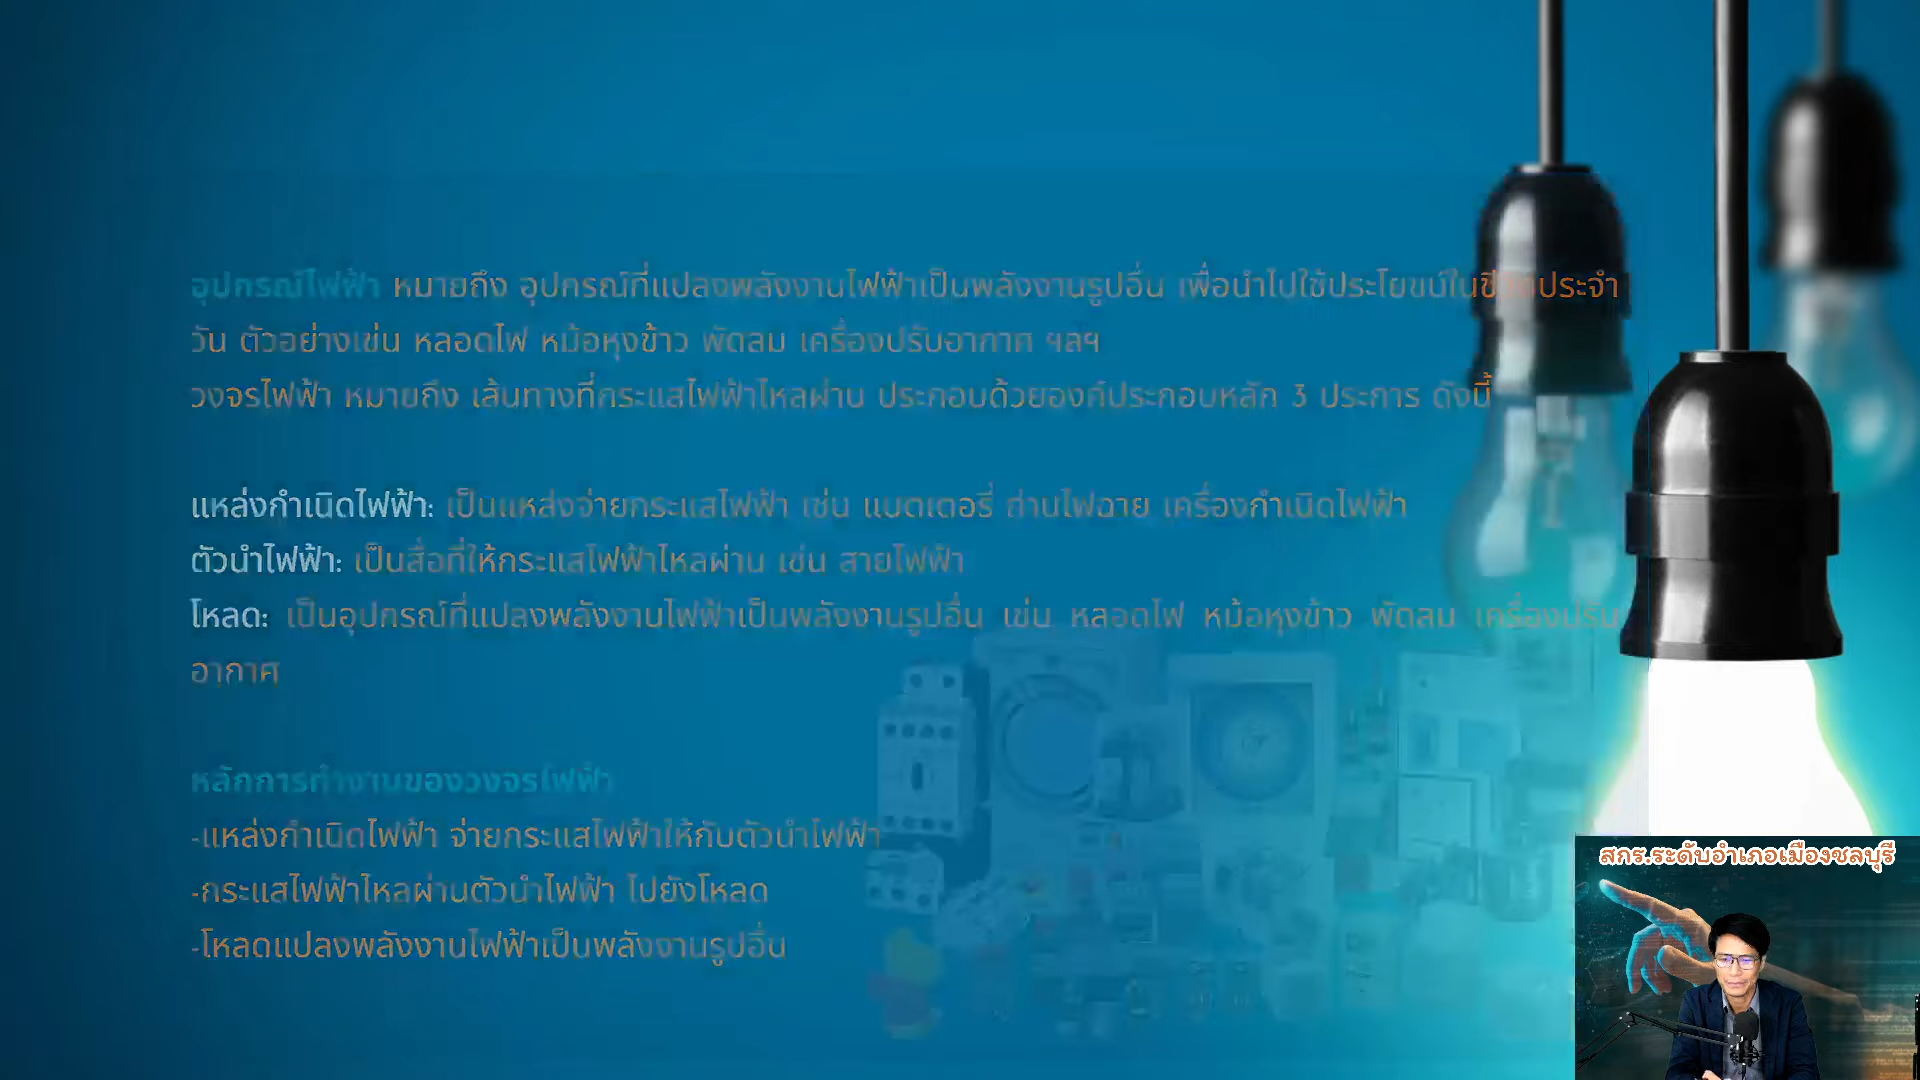 อุปกรณ์ไฟฟ้า หมายถึง อุปกรณ์ที่แปลงพลังงานไฟฟ้าเป็นพลังงานรูปอื่น เพื่อนำไปใช้ประโยชน์ในชีวิตประจำ
วัน ตัวอย่างเช่น หลอดไฟ หม้อหุงข้าว พัดลม เครื่องปรับอากาศ ฯลฯ
วงจรไฟฟ้า หมายถึง เส้นทางที่กระแสไฟฟ้าไหลผ่าน ประกอบด้วยองค์ประกอบหลัก 3 ประการ ดังนี้
แหล่งกำเนิดไฟฟ้า: เป็นแหล่งจ่ายกระแสไฟฟ้า เช่น แบตเตอรี่ ถ่านไฟฉาย เครื่องกำเนิดไฟฟ้า
ตัวนำไฟฟ้า: เป็นสื่อที่ให้กระแสไฟฟ้าไหลผ่าน เช่น สายไฟฟ้า
โหลด: เป็นอุปกรณ์ที่แปลงพลังงานไฟฟ้าเป็นพลังงานรูปอื่น เช่น หลอดไฟ หม้อหุงข้าว พัดลม เครื่องปรับ
อากาศ
หลักการทำงานของวงจรไฟฟ้า
-แหล่งกำเนิดไฟฟ้า จ่ายกระแสไฟฟ้าให้กับตัวนำไฟฟ้า
-กระแสไฟฟ้าไหลผ่านตัวนำไฟฟ้า ไปยังโหลด
-โหลดแปลงพลังงานไฟฟ้าเป็นพลังงานรูปอื่น
สกร.ระดับอำเภอเมืองชลบุรี